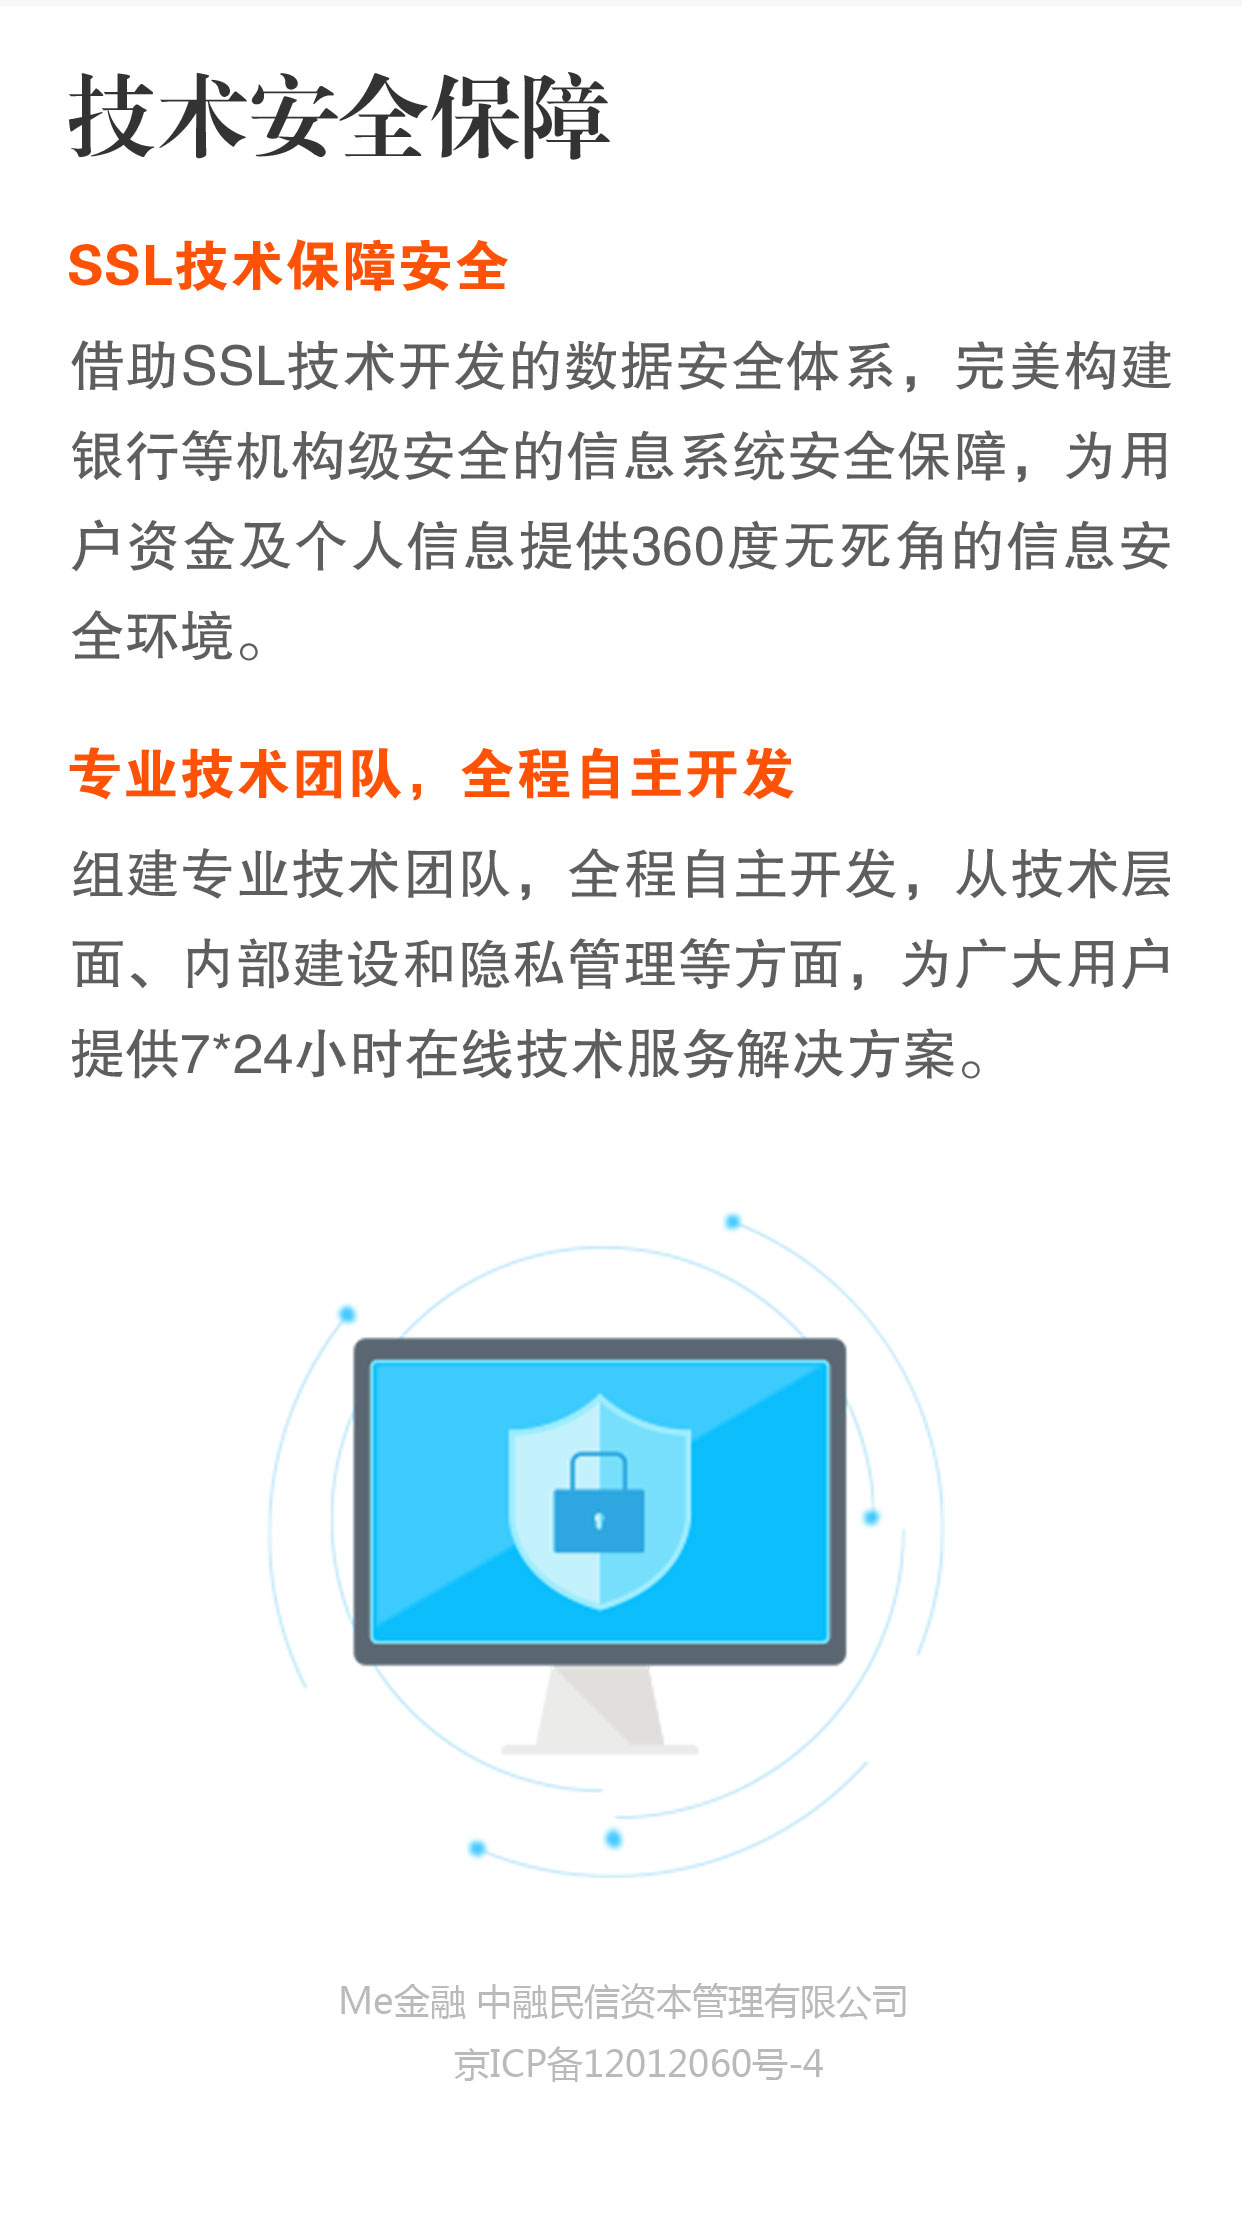 技术安全保障
SSL技术保障安全
借助SSL技术开发的数据安全体系，完美构建
银行等机构级安全的信息系统安全保障，为用
户资金及个人信息提供360度无死角的信息安
全环境。
专业技术团队，全程自主开发
组建专业技术团队，全程自主开发，从技术层
面、内部建设和隐私管理等方面，为广大用户
提供7*24小时在线技术服务解决方案。
Me金融 中融民信资本管理有限公司
京ICP备12012060号-4